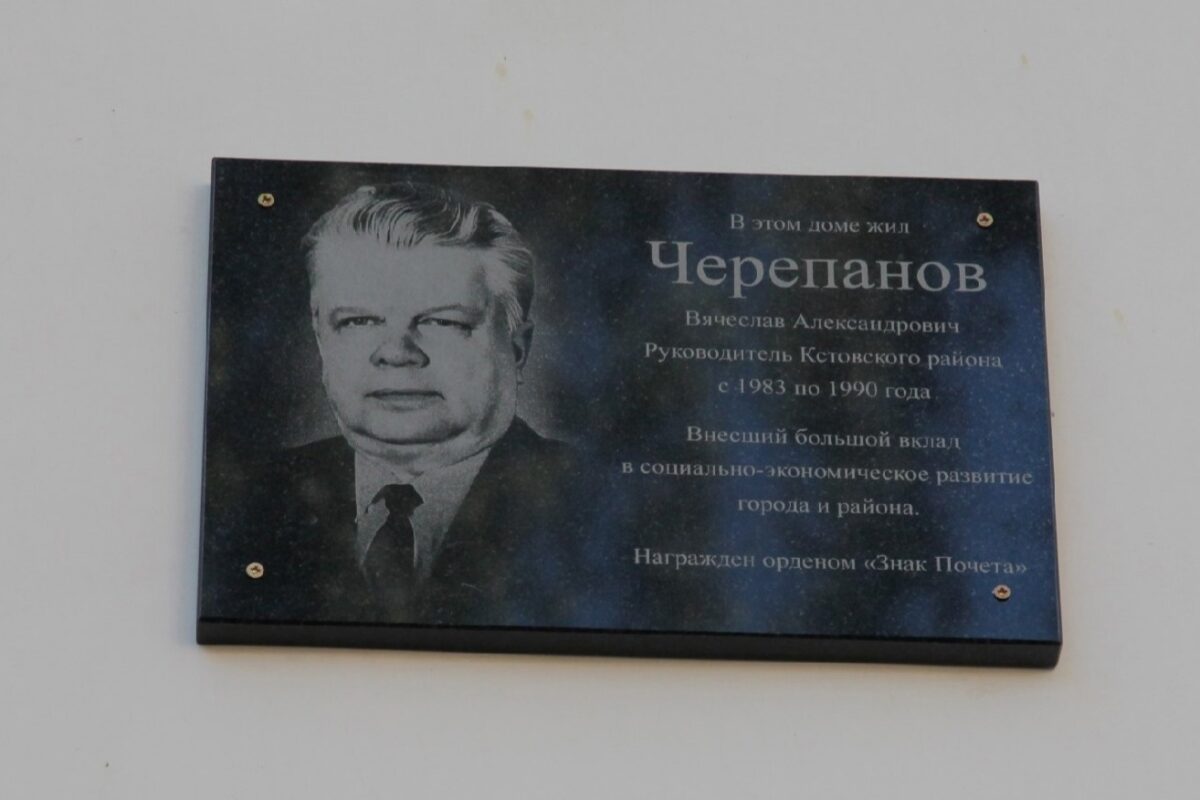 В этом доме жил
Черепанов
Вячеслав Александрович
Руководитель Кстовского района
с 1983 по 1990 года
Внесший большой вклад
в социально-экономическое развитие
города и района.
Награжден орденом «Знак Почета»